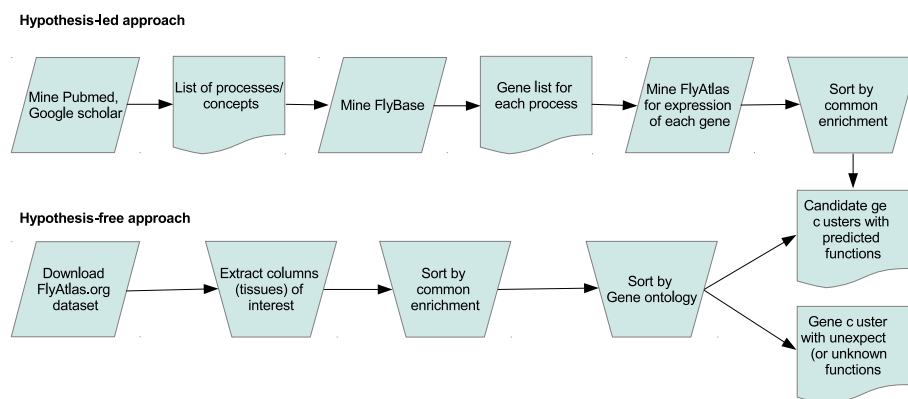 Hypothesis-led approach
Mine Pubmed,
Google scholar
List of processes/
concepts
Mine FlyBase
Gene list for
each process
Mine FlyAtlas
for expression
of each gene
Sort by
common
enrichment
Hypothesis-free approach
Download
FlyAtlas.org
dataset
Extract columns
(tissues) of
interest
Sort by
common
enrichment
Sort by
Gene ontology
Candidate ge
c usters with
predicted
functions
Gene c uster
with unexpect
(or unknown
functions